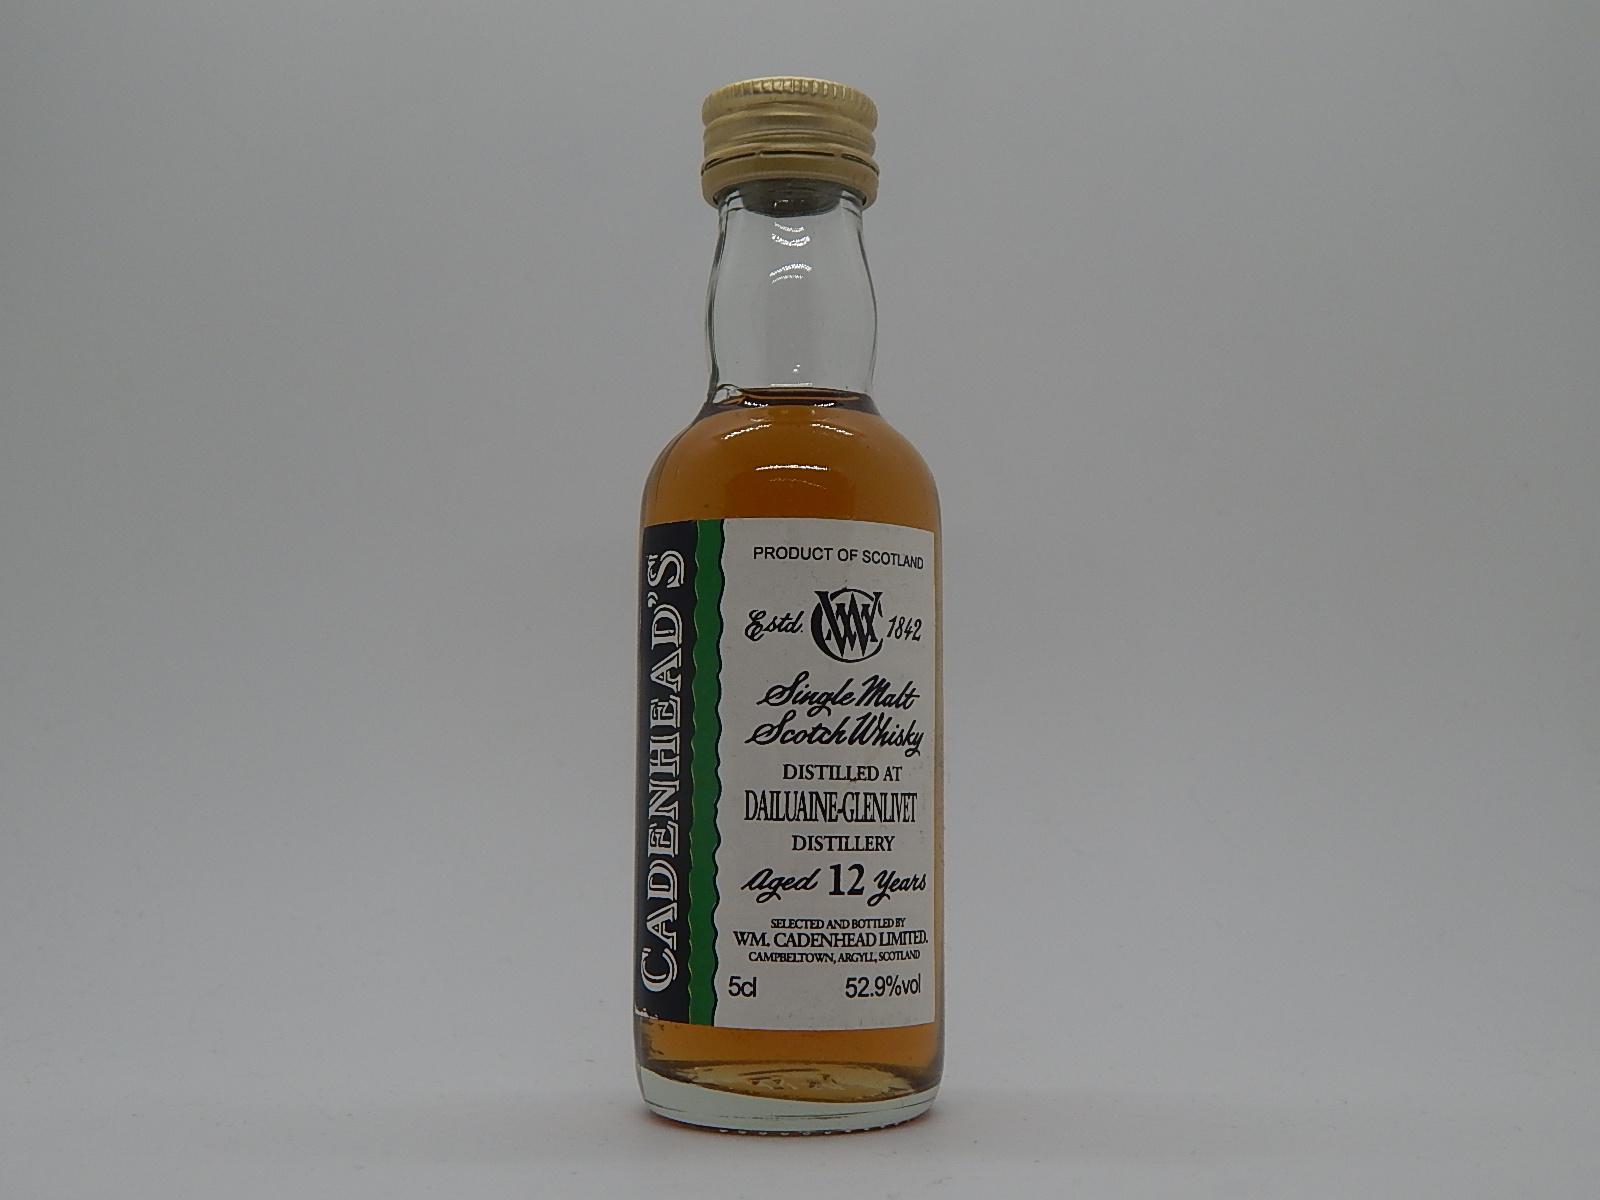 CADENHEAD'S
PRODUCT OF SCOTLAND
Estd. WC 1842
Single Malt
Scotch Whisky
DISTILLED AT
DAILUAINE-GLENLIVET
DISTILLERY
Aged 12 Years
SELECTED AND BOTTLED BY
WM. CADENHEAD LIMITED.
CAMPBELTOWN, ARGYLL, SCOTLAND
5cl 52.9%vol